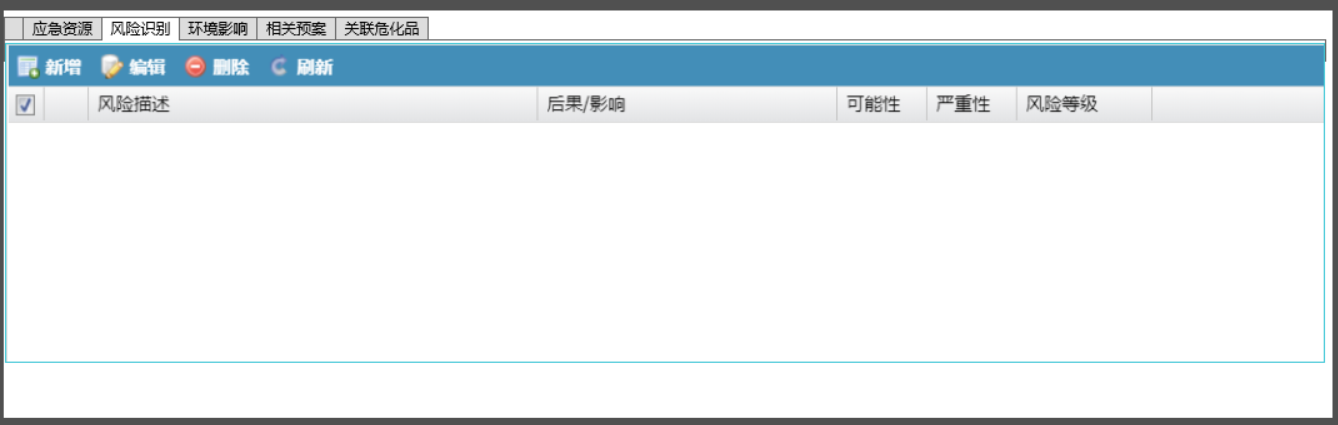 应急资源 风险识别 环境影响 相关预案 关联危化品
新增 编辑 删除 刷新
风险描述 后果/影响 可能性 严重性 风险等级